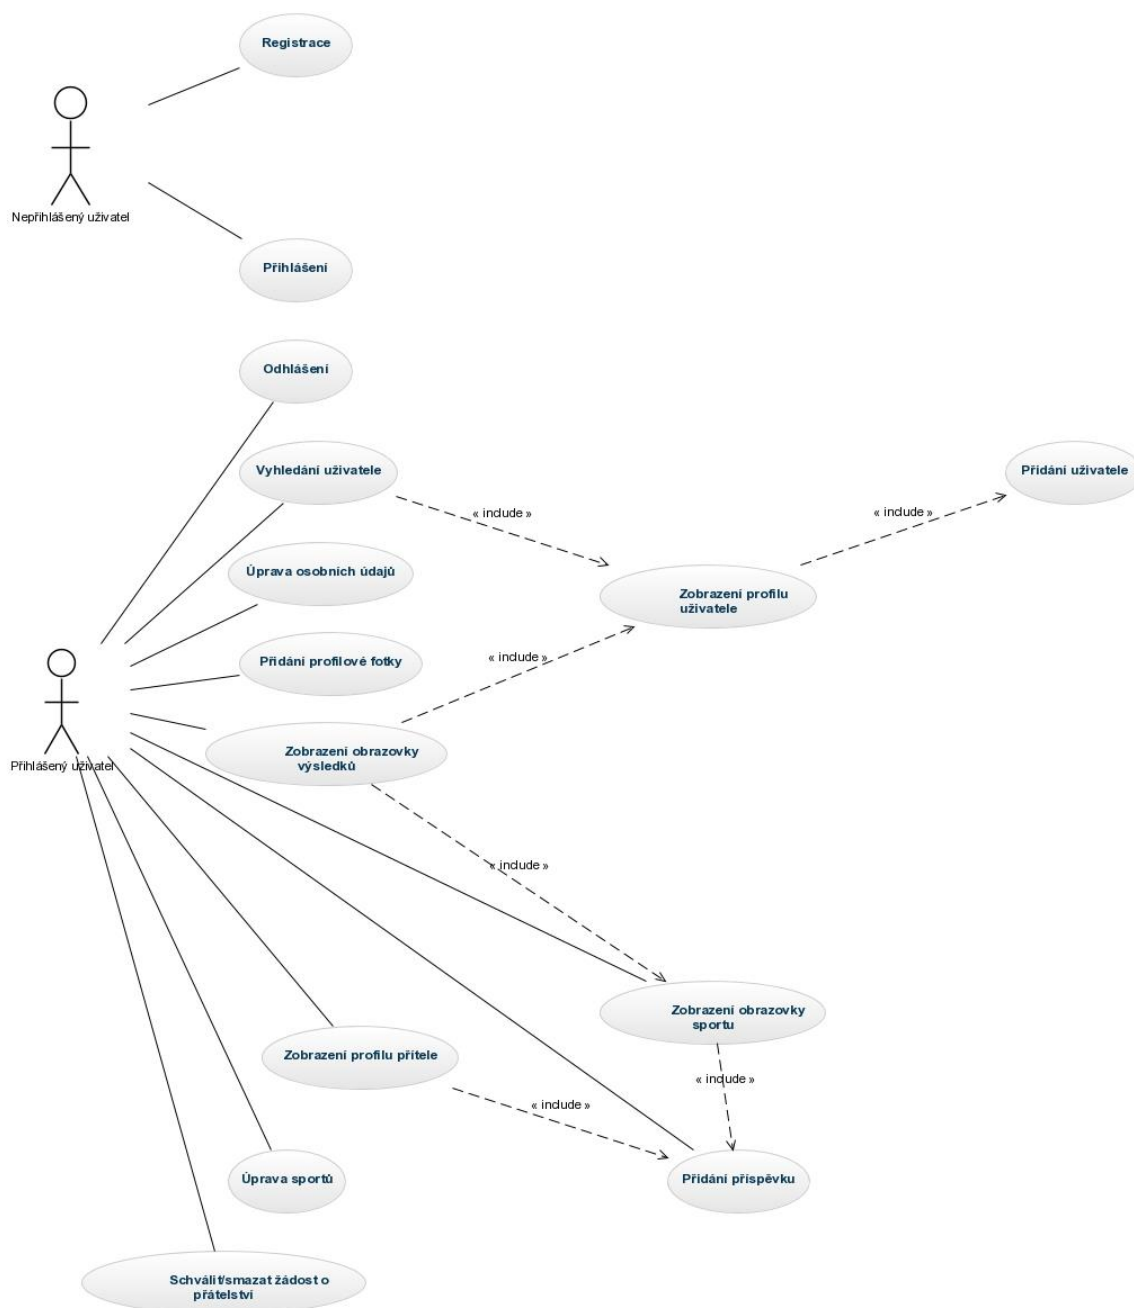 Registrace
Nepřihlášený uživatel
Přihlášení
Odhlášení
Vyhledání uživatele
Přidání uživatele
« include »
« include »
Úprava osobních údajů
Zobrazení profilu
uživatele
Přidání profilové fotky
« include »
Zobrazení obrazovky
výsledků
Přihlášený uživatel
« include »
Zobrazení obrazovky
sportu
Zobrazení profilu přítele
« include »
« include »
Úprava sportů
Přidání příspěvku
Schválit/smazat žádost o
přátelství